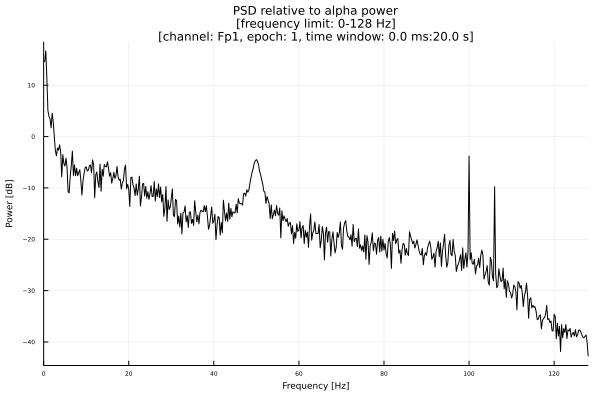 PSD relative to alpha power
[frequency limit: 0-128 Hz]
[channel: Fp1, epoch: 1, time window: 0.0 ms:20.0 s]
Power [dB]
10
0
−10
−20
−30
−40
0 20 40 60 80 100 120
Frequency [Hz]